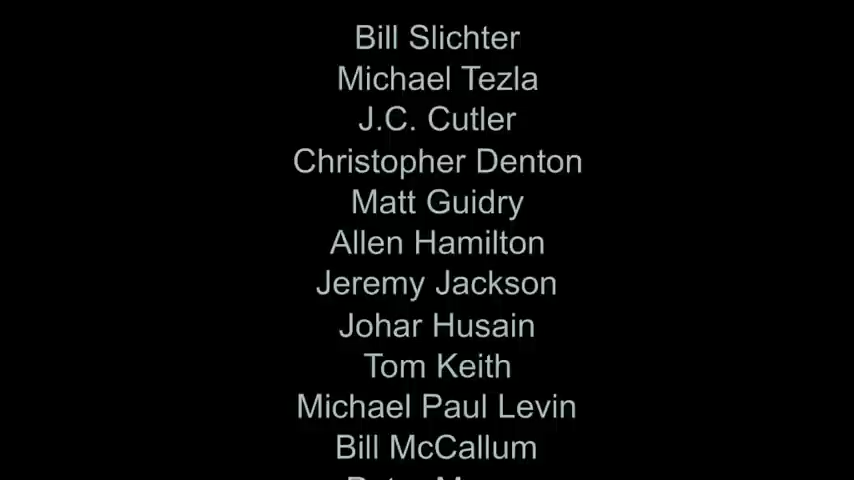 Bill Slichter
Michael Tezla
J.C. Cutler
Christopher Denton
Matt Guidry
Allen Hamilton
Jeremy Jackson
Johar Husain
Tom Keith
Michael Paul Levin
Bill McCallum